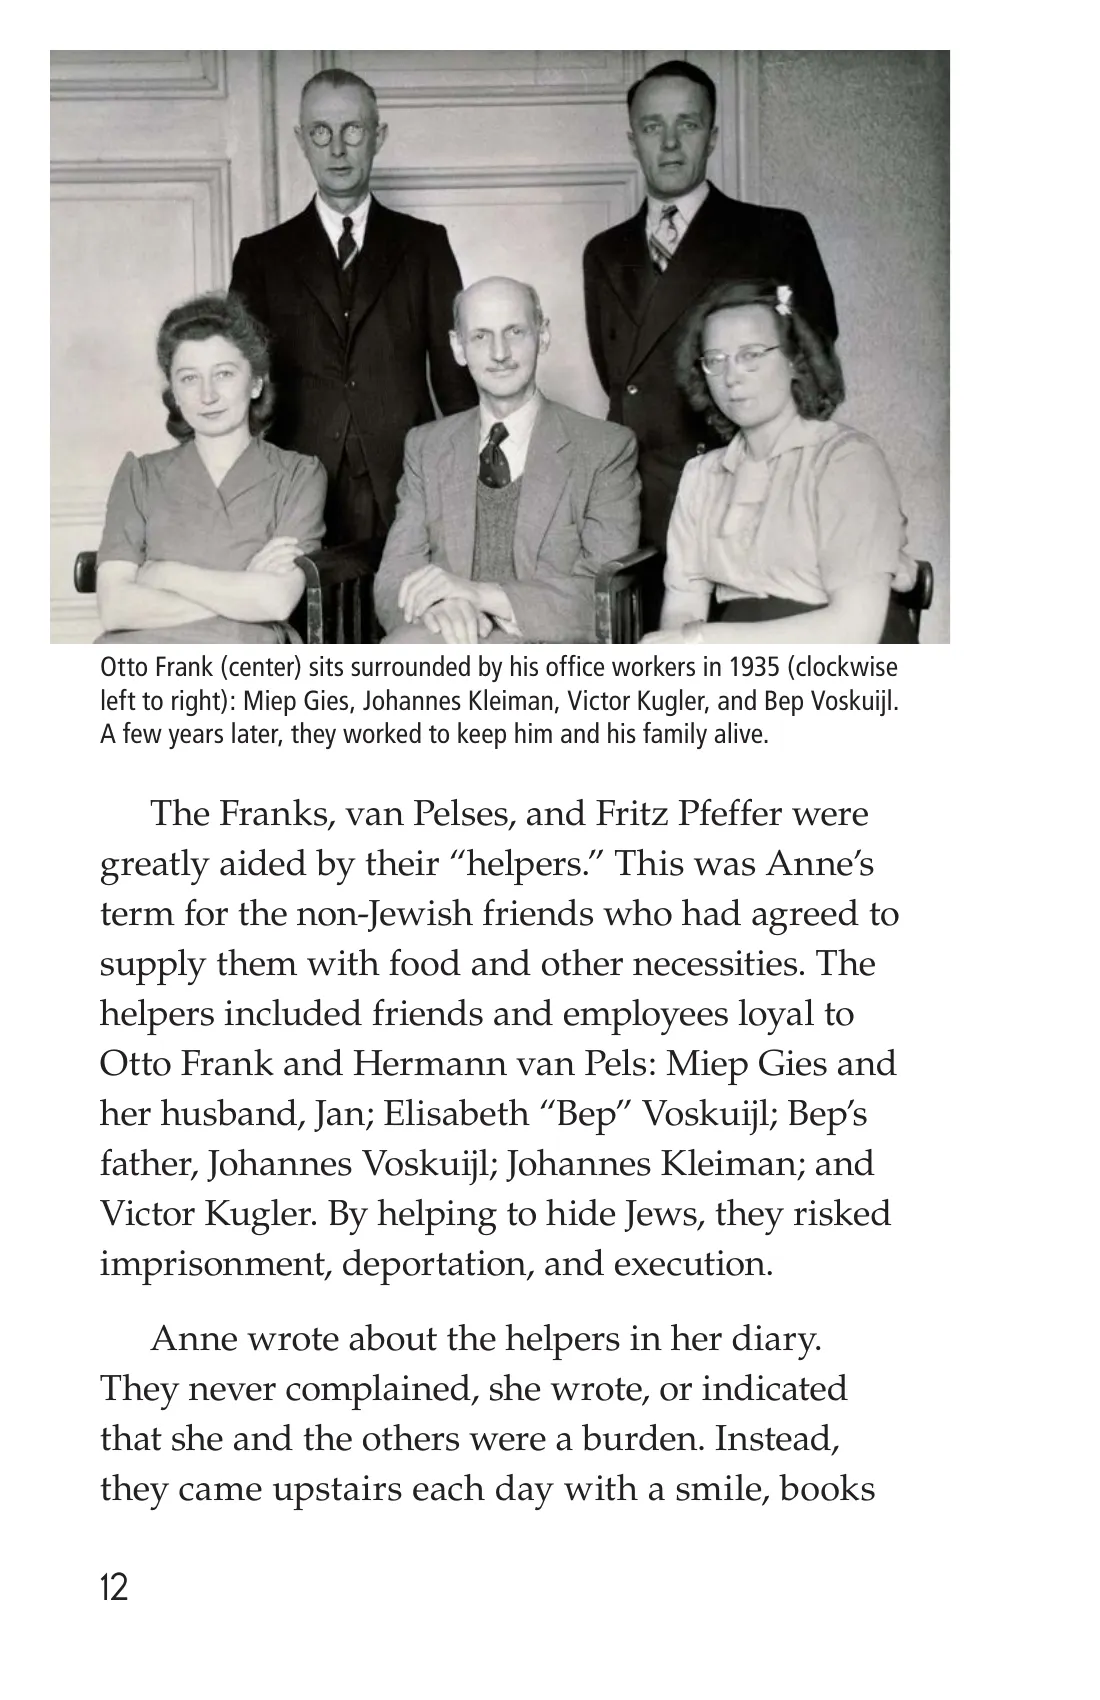 Otto Frank (center) sits surrounded by his office workers in 1935 (clockwise
left to right): Miep Gies, Johannes Kleiman, Victor Kugler, and Bep Voskuijl.
A few years later, they worked to keep him and his family alive.
The Franks, van Pelses, and Fritz Pfeffer were
greatly aided by their “helpers.” This was Anne’s
term for the non-Jewish friends who had agreed to
supply them with food and other necessities. The
helpers included friends and employees loyal to
Otto Frank and Hermann van Pels: Miep Gies and
her husband, Jan; Elisabeth “Bep” Voskuijl; Bep’s
father, Johannes Voskuijl; Johannes Kleiman; and
Victor Kugler. By helping to hide Jews, they risked
imprisonment, deportation, and execution.
Anne wrote about the helpers in her diary.
They never complained, she wrote, or indicated
that she and the others were a burden. Instead,
they came upstairs each day with a smile, books
12